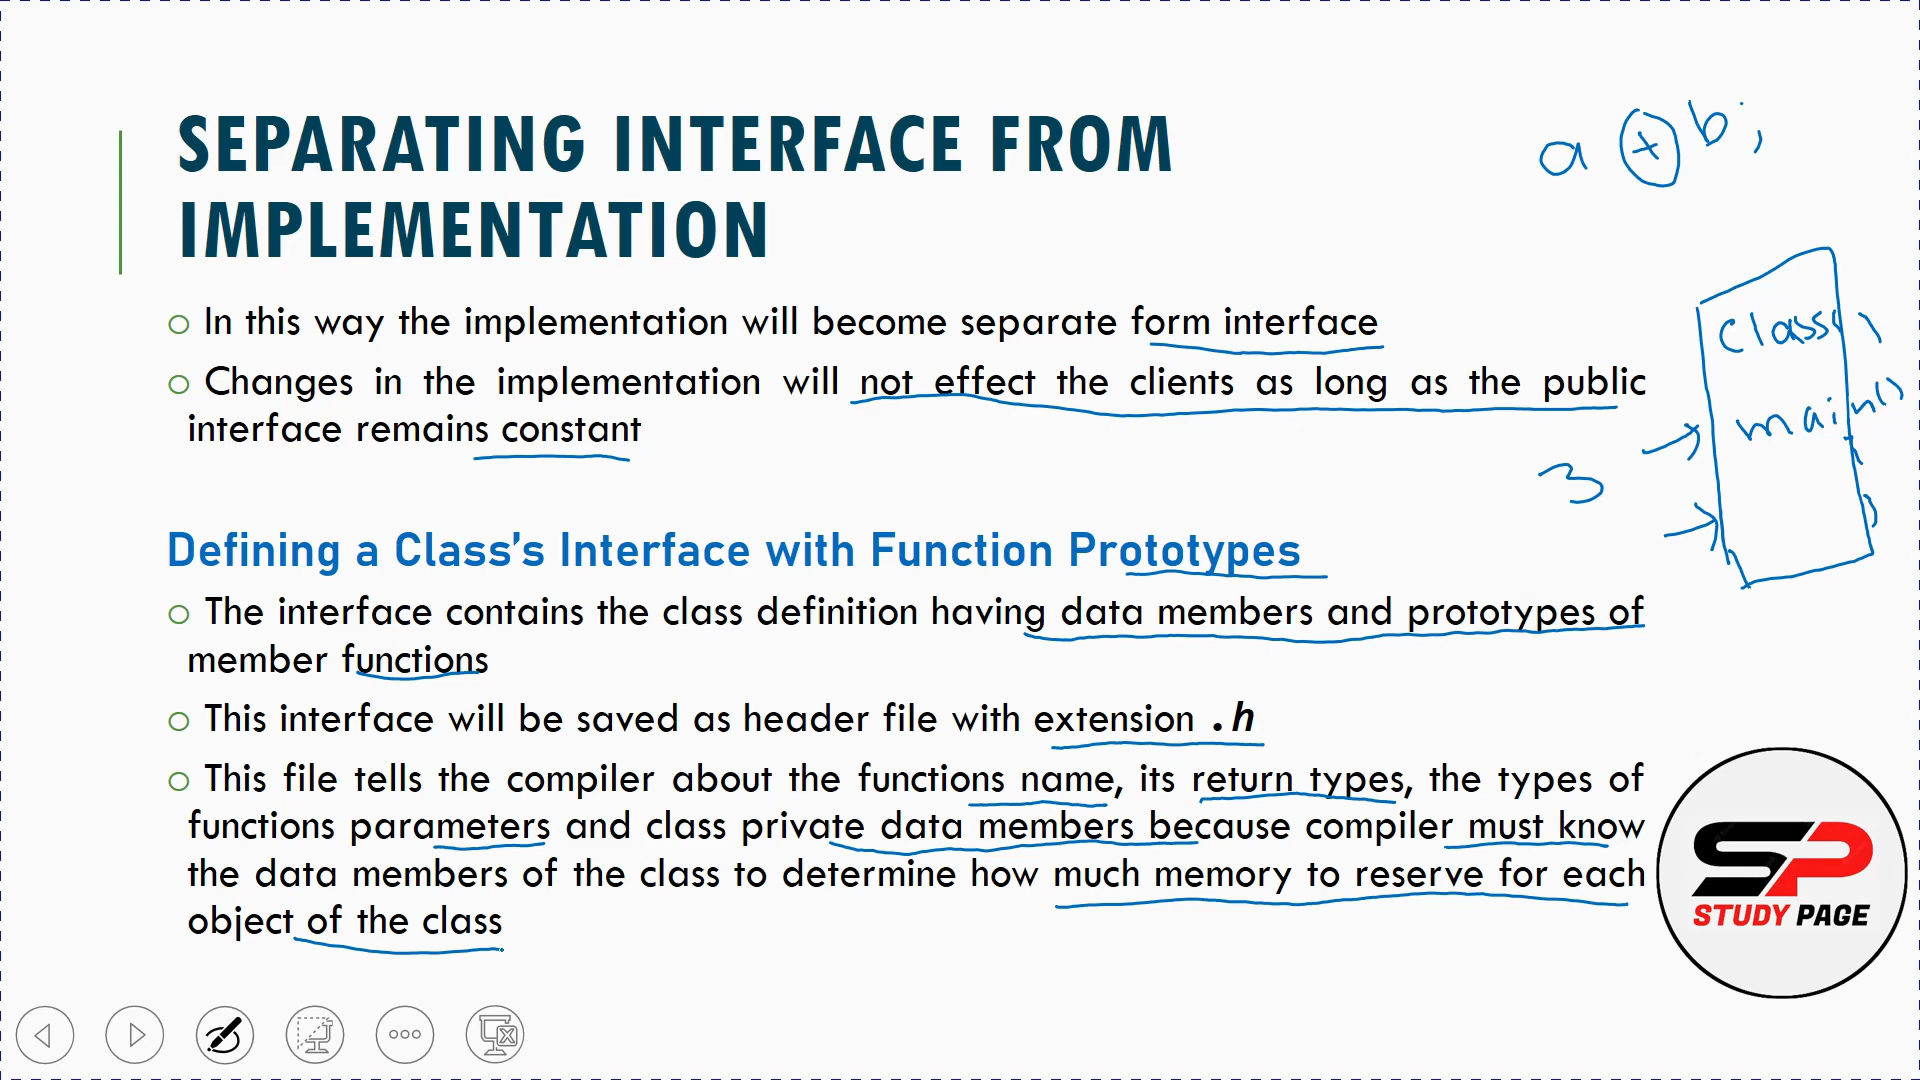 SEPARATING INTERFACE FROM
IMPLEMENTATION
a + b ;
In this way the implementation will become separate form interface
Changes in the implementation will not effect the clients as long as the public
interface remains constant
class
main()
3
Defining a Class's Interface with Function Prototypes
The interface contains the class definition having data members and prototypes of
member functions
This interface will be saved as header file with extension .h
This file tells the compiler about the functions name, its return types, the types of
functions parameters and class private data members because compiler must know
the data members of the class to determine how much memory to reserve for each
object of the class
SP
STUDY PAGE